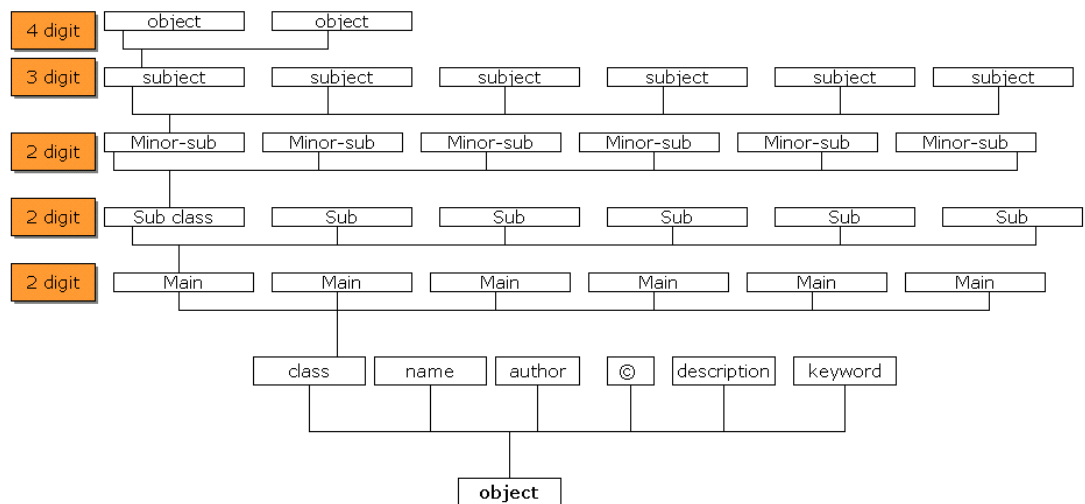 4 digit object object
3 digit subject subject subject subject subject subject
2 digit Minor-sub Minor-sub Minor-sub Minor-sub Minor-sub Minor-sub
2 digit Sub class Sub Sub Sub Sub Sub
2 digit Main Main Main Main Main Main
class name author © description keyword
object